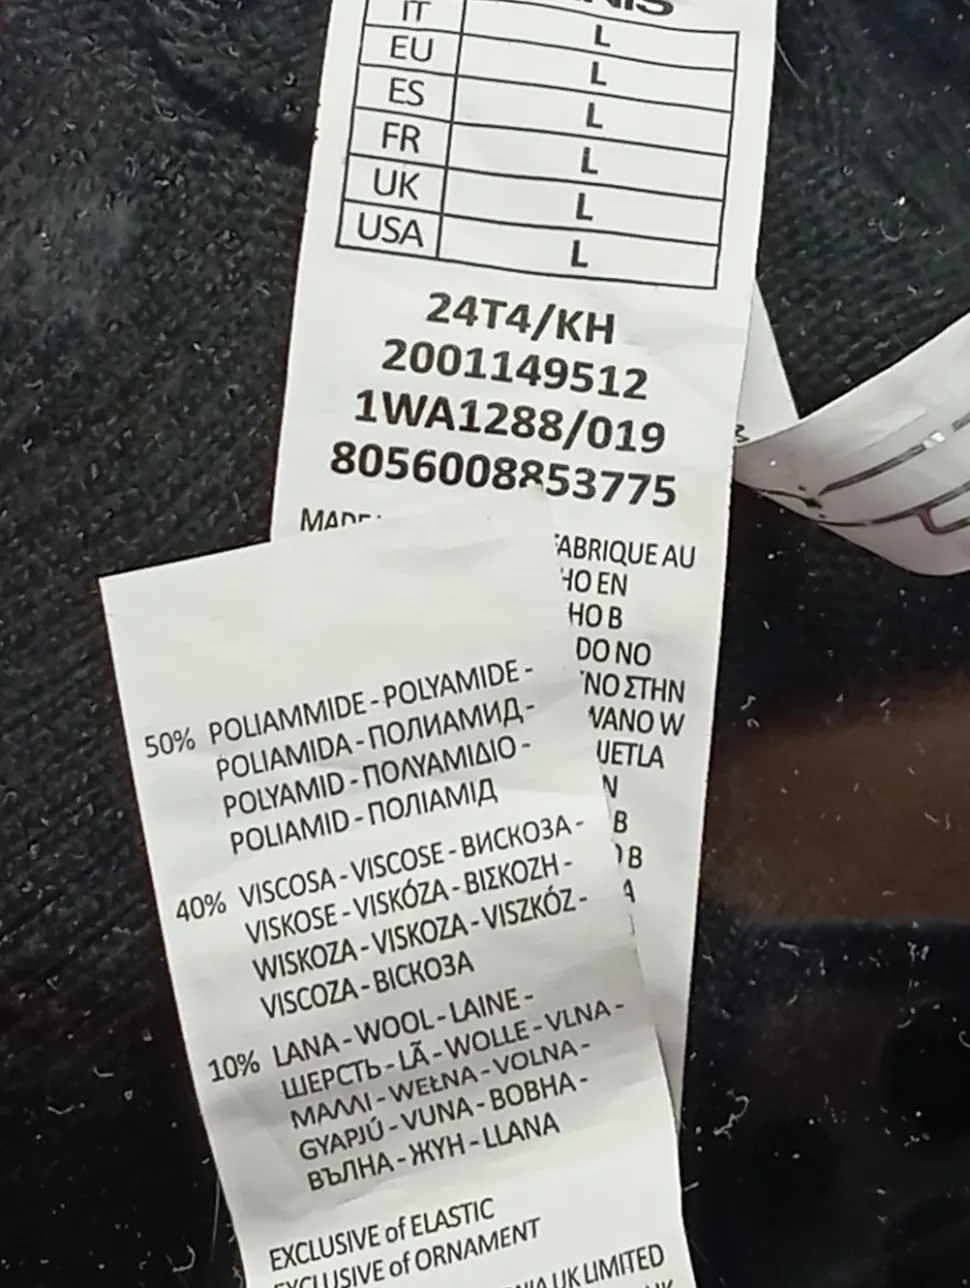 IT L
EU L
ES L
FR L
UK L
USA L
24T4/KH
2001149512
1WA1288/019
8056008853775
FABRIQUE AU
EN
B
NO
ΣΤΗΝ
W
50% POLIAMMIDE - POLYAMIDE -
POLIAMIDA - ПОЛИАМИД -
POLYAMID - ΠΟΛΥΑΜΙΔΙΟ -
POLIAMID - ПОЛІАМІД
40% VISCOSA - VISCOSE - ВИСКОЗА -
VISKOSE - VISKÓZA - ΒΙΣΚΟΖΗ -
WISKOZA - VISKOZA - VISZKÓZ -
VISCOZA - ВІСКОЗА
10% LANA - WOOL - LAINE -
ШЕРСТЬ - LÃ - WOLLE - VLNA -
ΜΑΛΛΙ - WEŁNA - VOLNA -
GYAPJÚ - VUNA - ВОВНА -
ВЪЛНА - ЖҮН - LLANA
EXCLUSIVE of ELASTIC
EXCLUSIVE of ORNAMENT
UK LIMITED